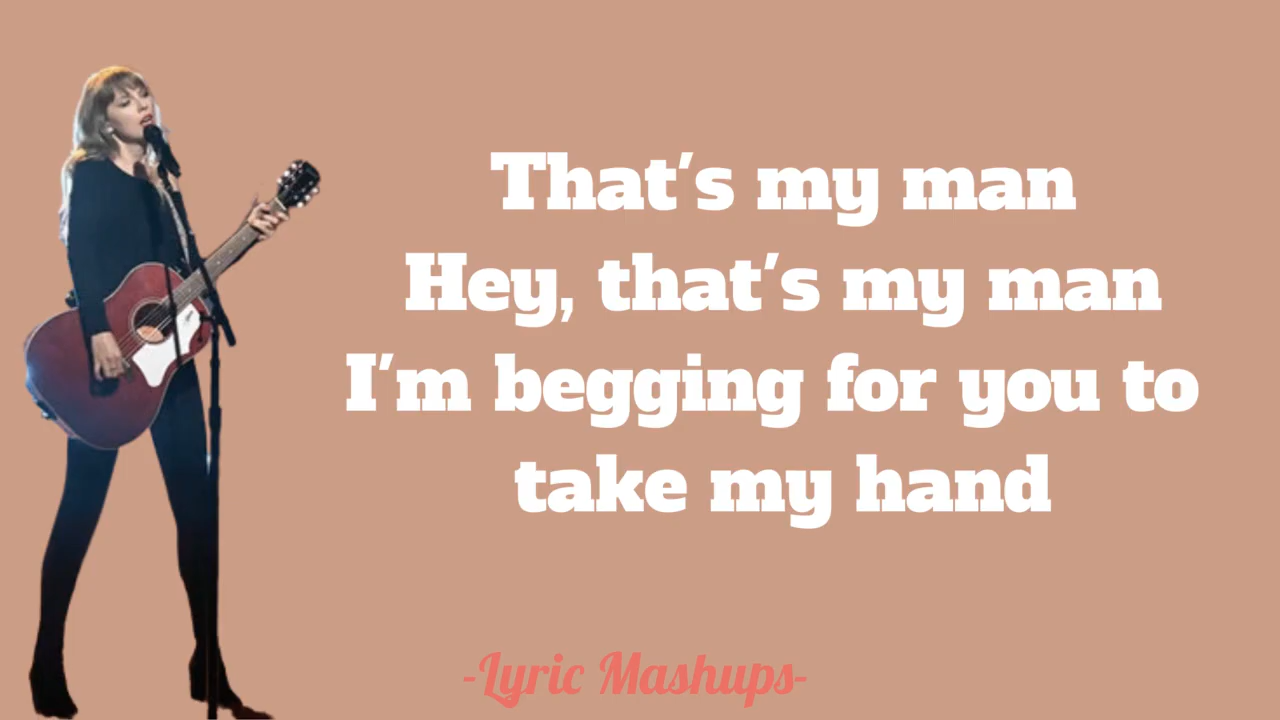 That's my man
Hey, that's my man
I'm begging for you to
take my hand
-Lyric Mashups-